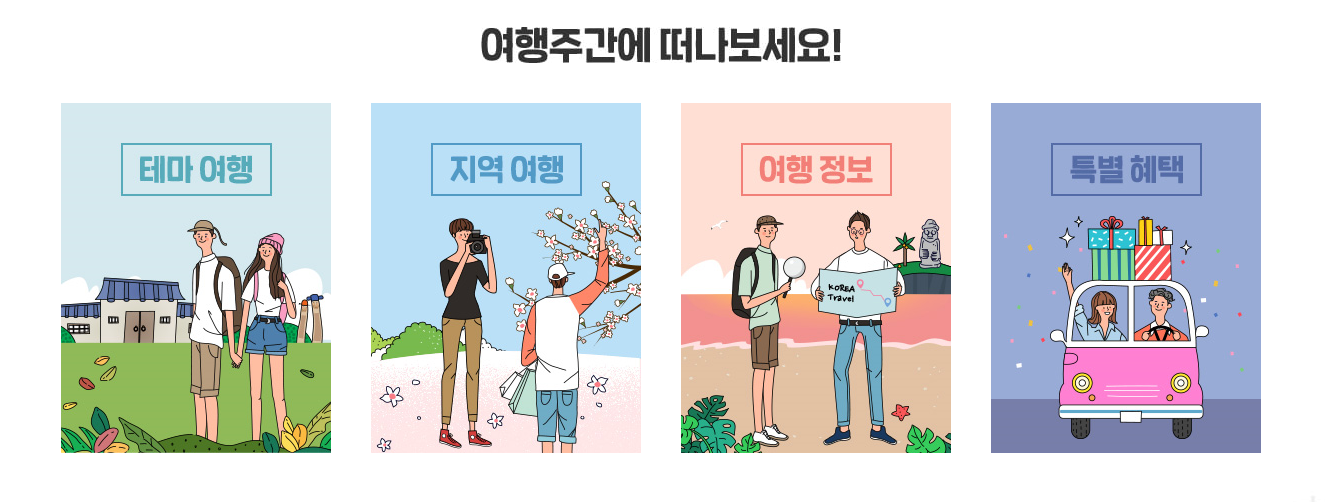 여행주간에 떠나보세요!
테마 여행
지역 여행
여행 정보
특별 혜택
KOREA
Travel